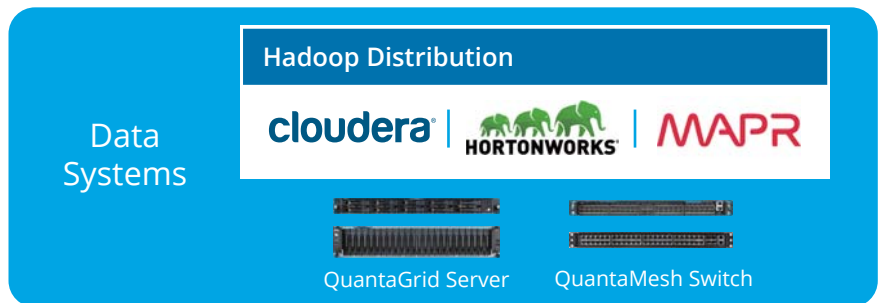 Hadoop Distribution
Data
Systems
cloudera
HORTONWORKS
MAPR
QuantaGrid Server
QuantaMesh Switch